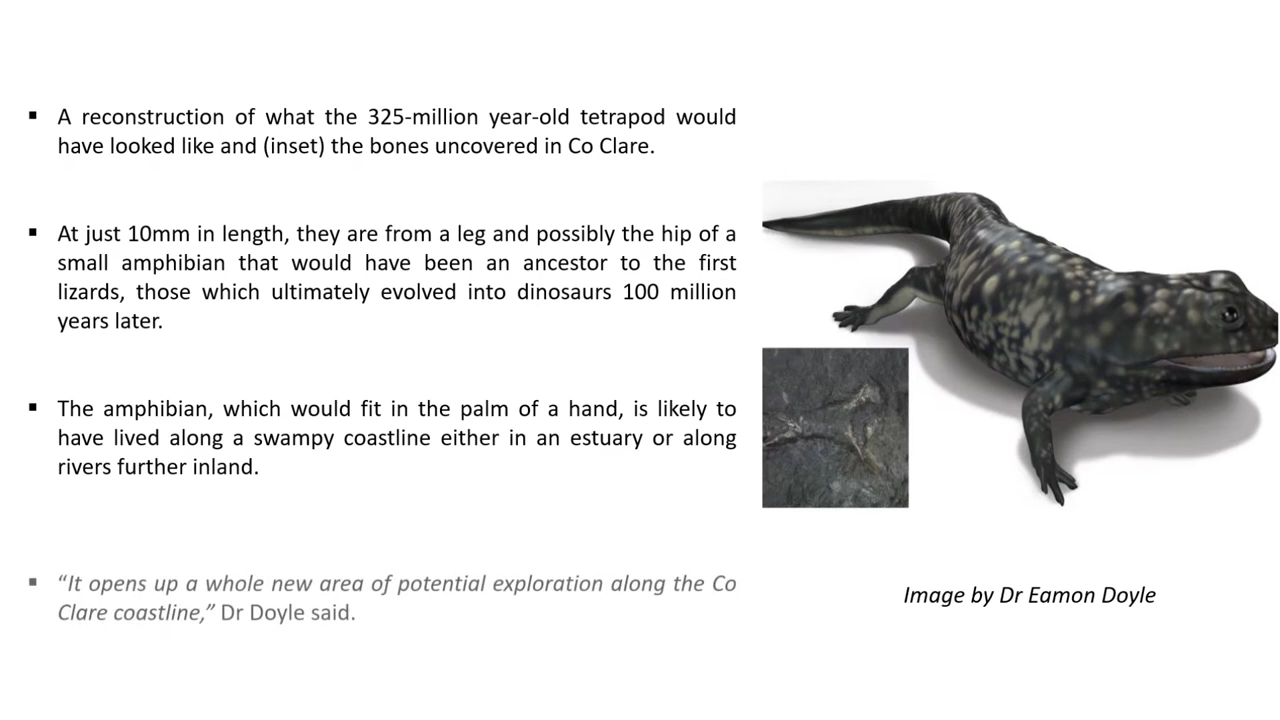 ▪ A reconstruction of what the 325-million year-old tetrapod would
have looked like and (inset) the bones uncovered in Co Clare.
▪ At just 10mm in length, they are from a leg and possibly the hip of a
small amphibian that would have been an ancestor to the first
lizards, those which ultimately evolved into dinosaurs 100 million
years later.
▪ The amphibian, which would fit in the palm of a hand, is likely to
have lived along a swampy coastline either in an estuary or along
rivers further inland.
▪ “It opens up a whole new area of potential exploration along the Co
Clare coastline,” Dr Doyle said.
Image by Dr Eamon Doyle